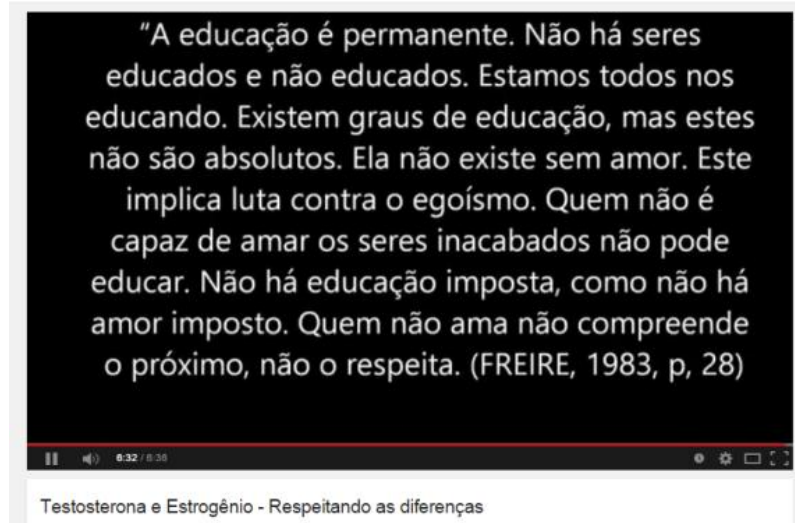 “A educação é permanente. Não há seres
educados e não educados. Estamos todos nos
educando. Existem graus de educação, mas estes
não são absolutos. Ela não existe sem amor. Este
implica luta contra o egoísmo. Quem não é
capaz de amar os seres inacabados não pode
educar. Não há educação imposta, como não há
amor imposto. Quem não ama não compreende
o próximo, não o respeita. (FREIRE, 1983, p, 28)
6:32 / 6:36
Testosterona e Estrogênio - Respeitando as diferenças